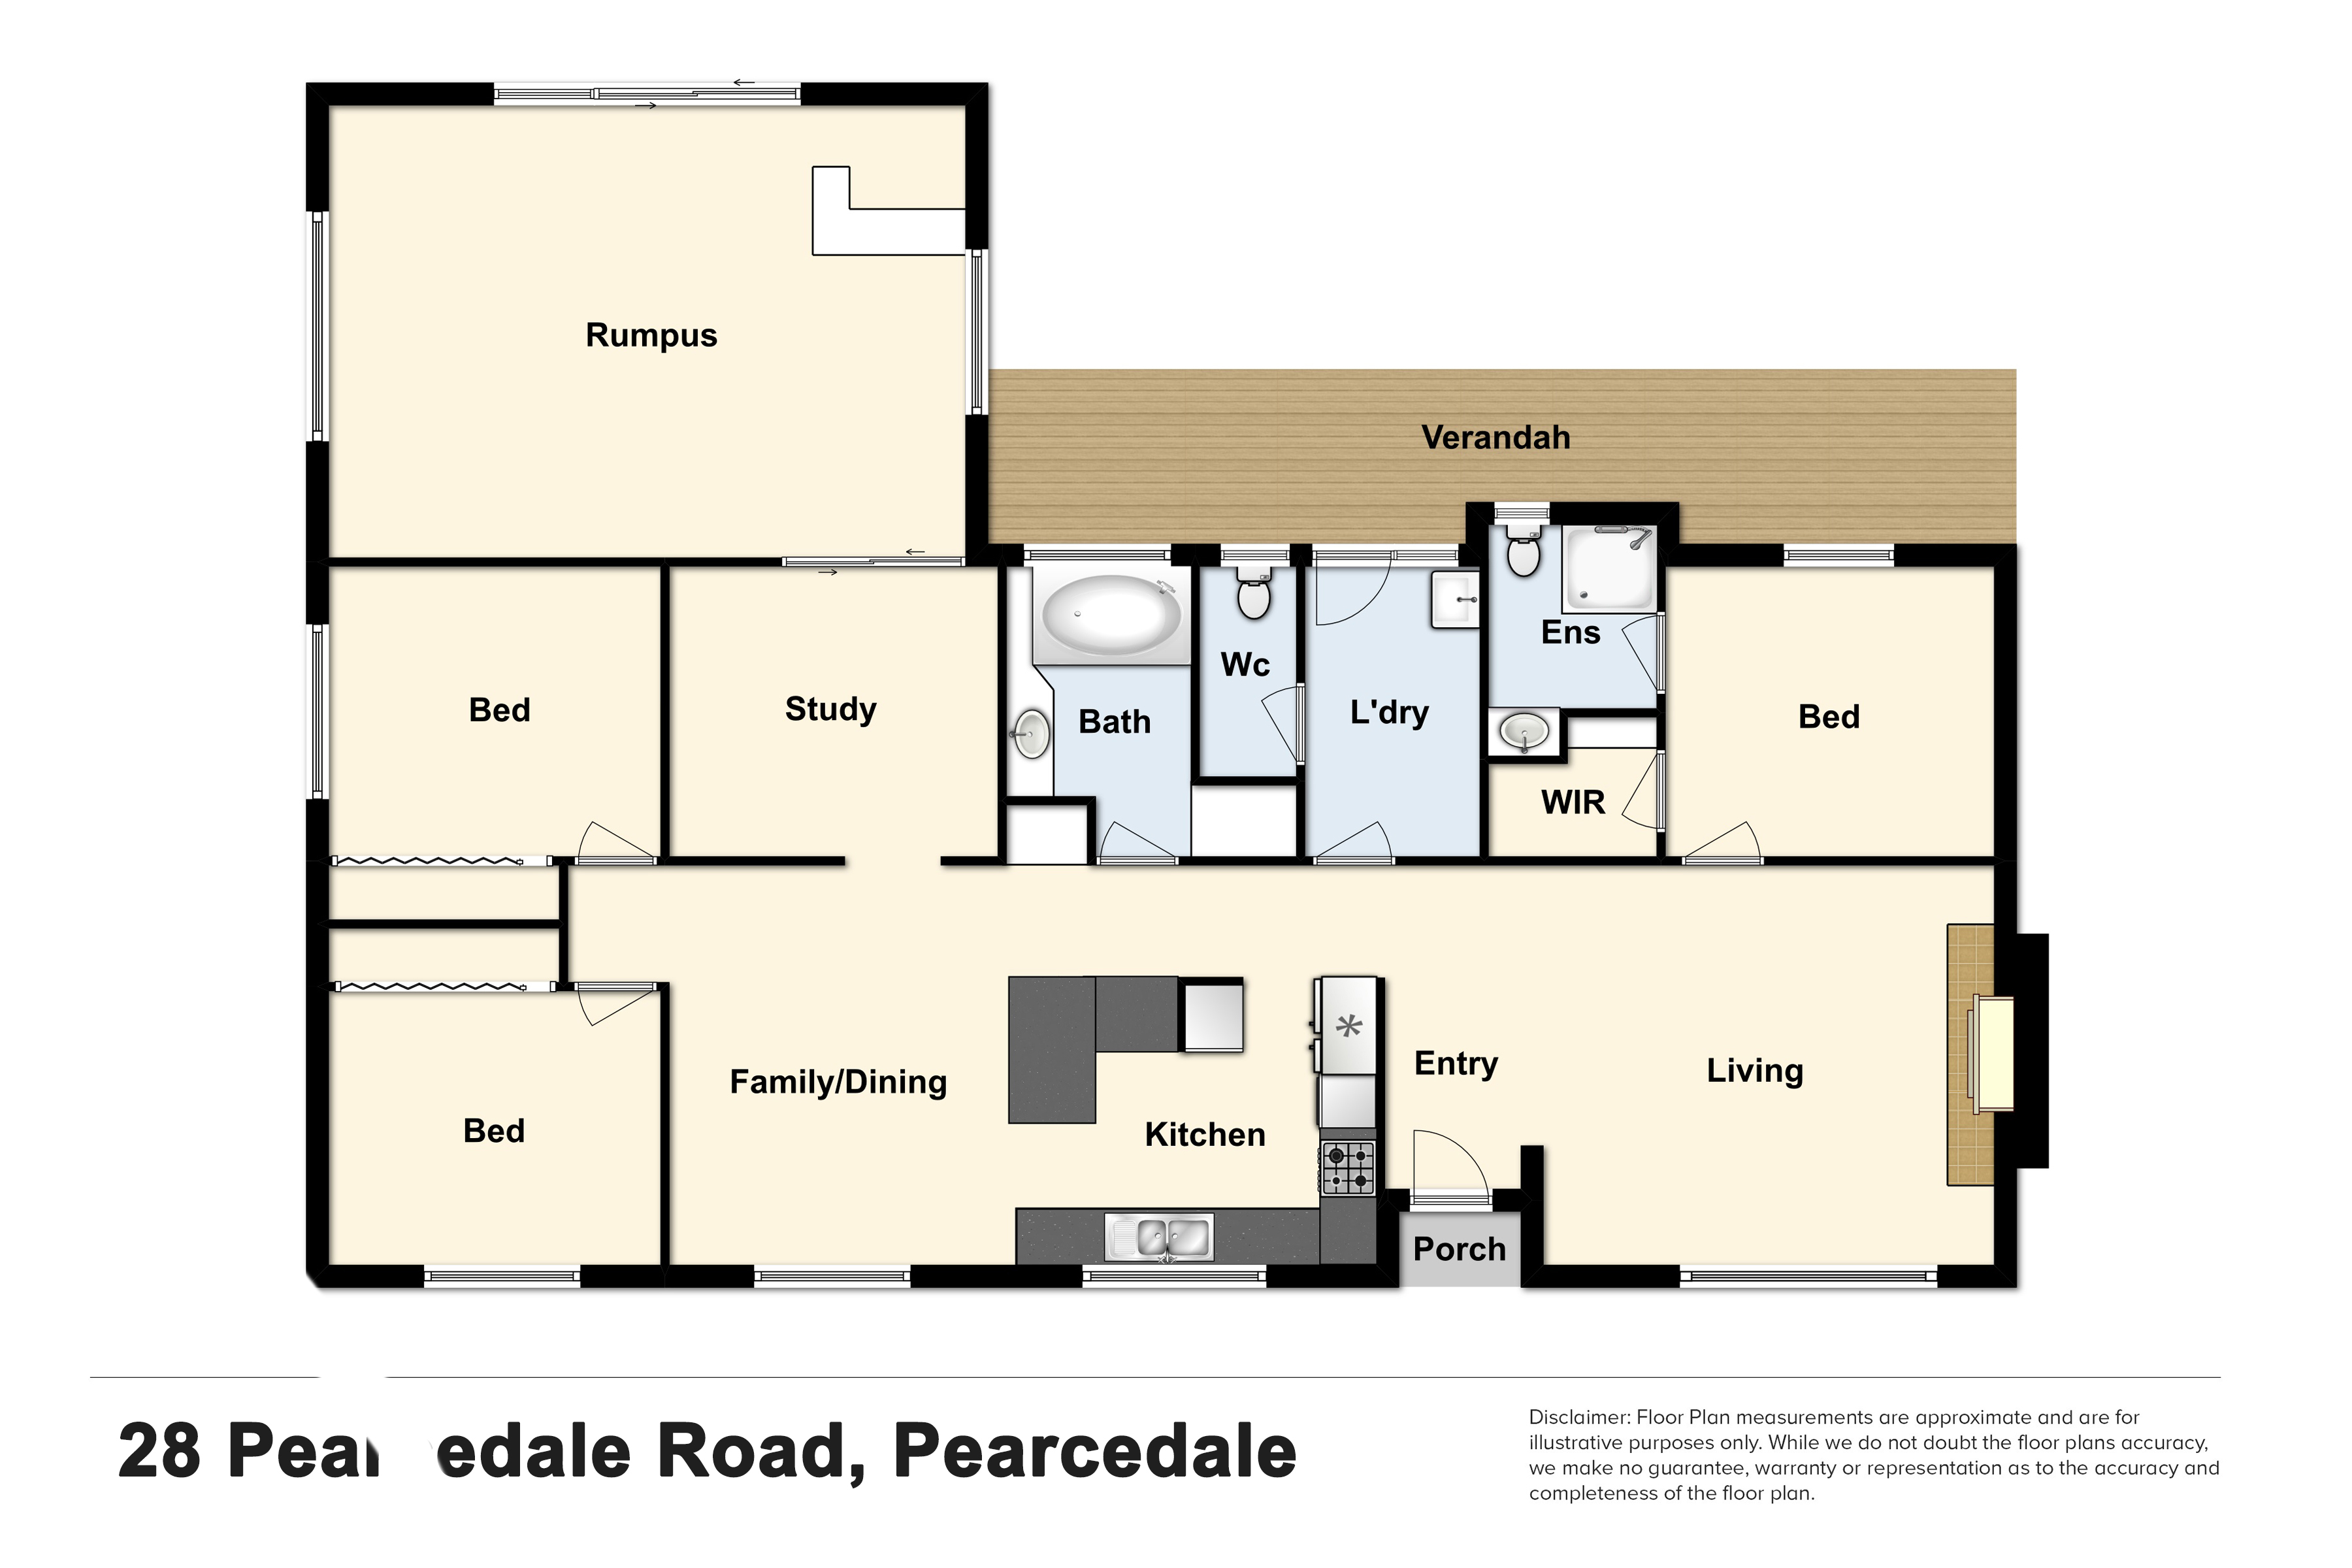 Rumpus
Verandah
Bed
Study
Bath
Wc
L'dry
Ens
WIR
Bed
Bed
Family/Dining
Kitchen
Entry
Living
Porch
28 Road, Pearcedale
Disclaimer: Floor Plan measurements are approximate and are for
illustrative purposes only. While we do not doubt the floor plans accuracy,
we make no guarantee, warranty or representation as to the accuracy and
completeness of the floor plan.